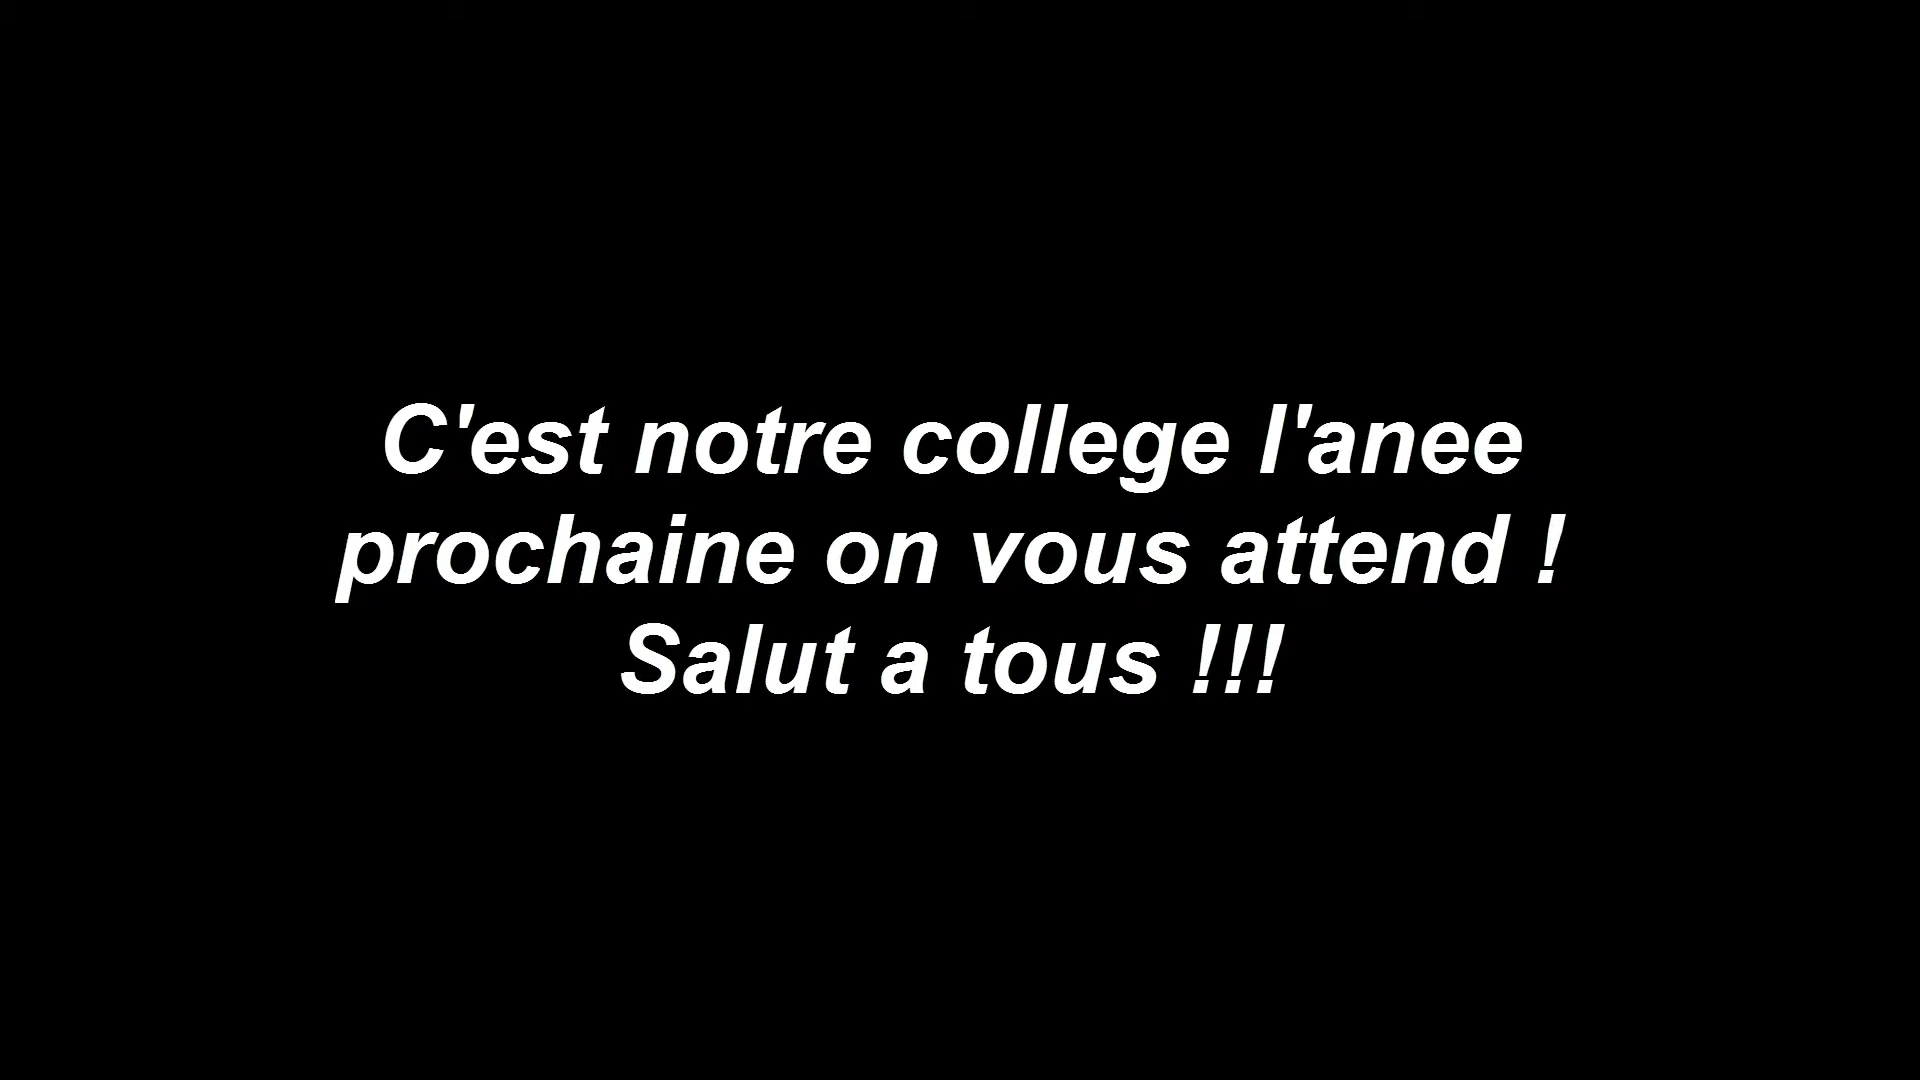 C'est notre college l'anee
prochaine on vous attend !
Salut a tous !!!